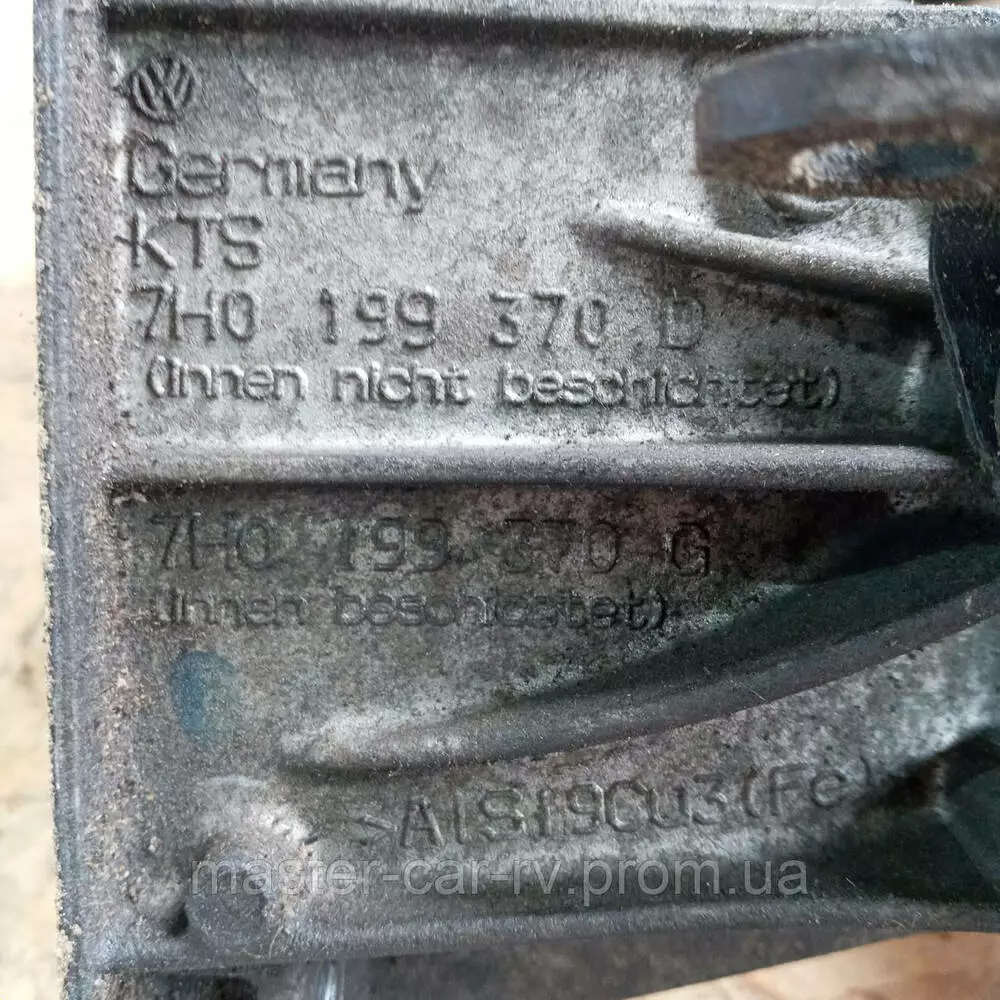 Germany
KTS
7H0 199 370 D
(innen nicht beschichtet)
7H0 199 370 G
(innen beschichtet)
>AlSi9Cu3(Fe)<
master-car-rv.prom.ua